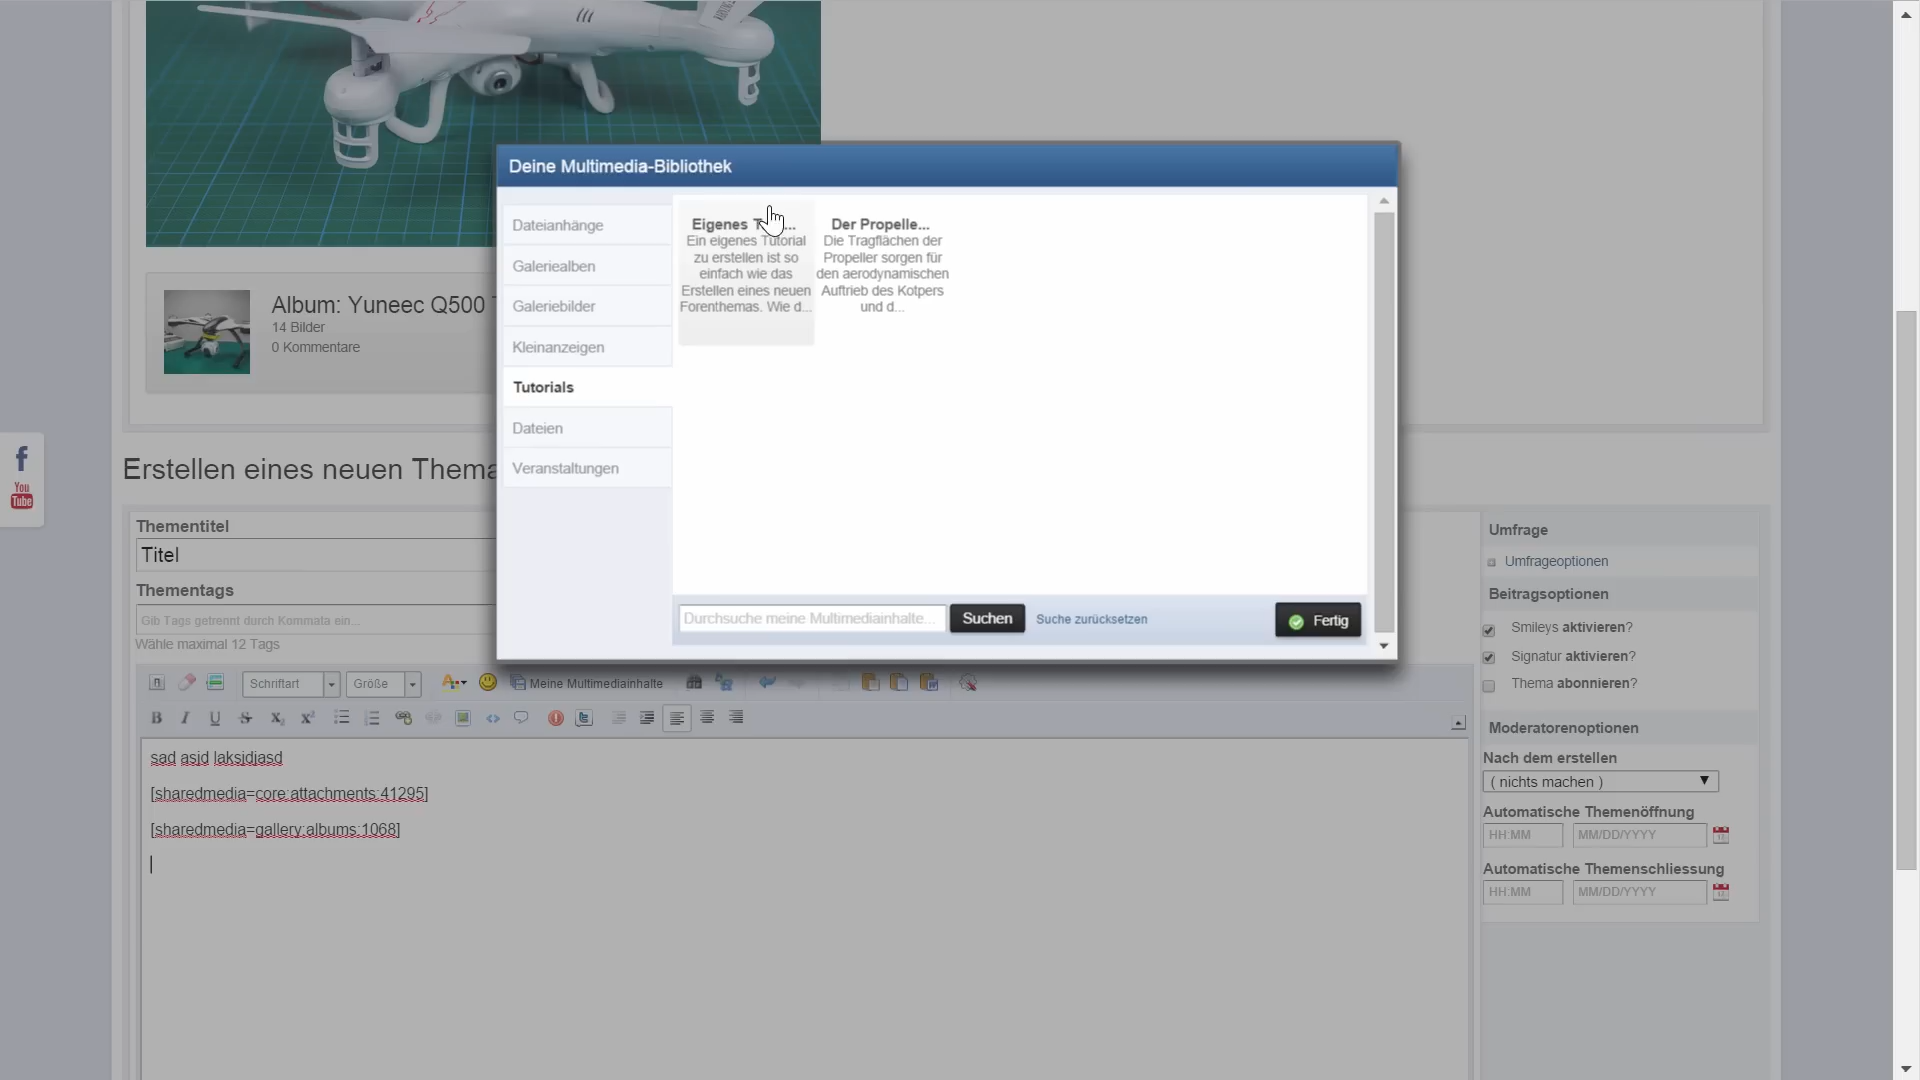 Deine Multimedia-Bibliothek
Dateianhänge
Galeriealben
Galeriebilder
Kleinanzeigen
Tutorials
Dateien
Veranstaltungen
Eigenes
Ein eigenes Tutorial
zu erstellen ist so
einfach wie das
Erstellen eines neuen
Forenthemas. Wie d...
Der Propelle...
Die Tragflächen der
Propeller sorgen für
den aerodynamischen
Auftrieb des Kotpers
und d...
Durchsuche meine Multimediainhalte...
Suchen
Suche zurücksetzen
Fertig
Album: Yuneec Q500
14 Bilder
0 Kommentare
f
You
Tube
Erstellen eines neuen Thema
Thementitel
Titel
Thementags
Gib Tags getrennt durch Kommata ein...
Wähle maximal 12 Tags
Schriftart
Größe
Meine Multimediainhalte
sad asjd laksjdjasd
[sharedmedia=core:attachments:41295]
[sharedmedia=gallery:albums:1068]
Umfrage
Umfrageoptionen
Beitragsoptionen
Smileys aktivieren?
Signatur aktivieren?
Thema abonnieren?
Moderatorenoptionen
Nach dem erstellen
( nichts machen )
Automatische Themenöffnung
HH:MM MM/DD/YYYY
Automatische Themenschliessung
HH:MM MM/DD/YYYY